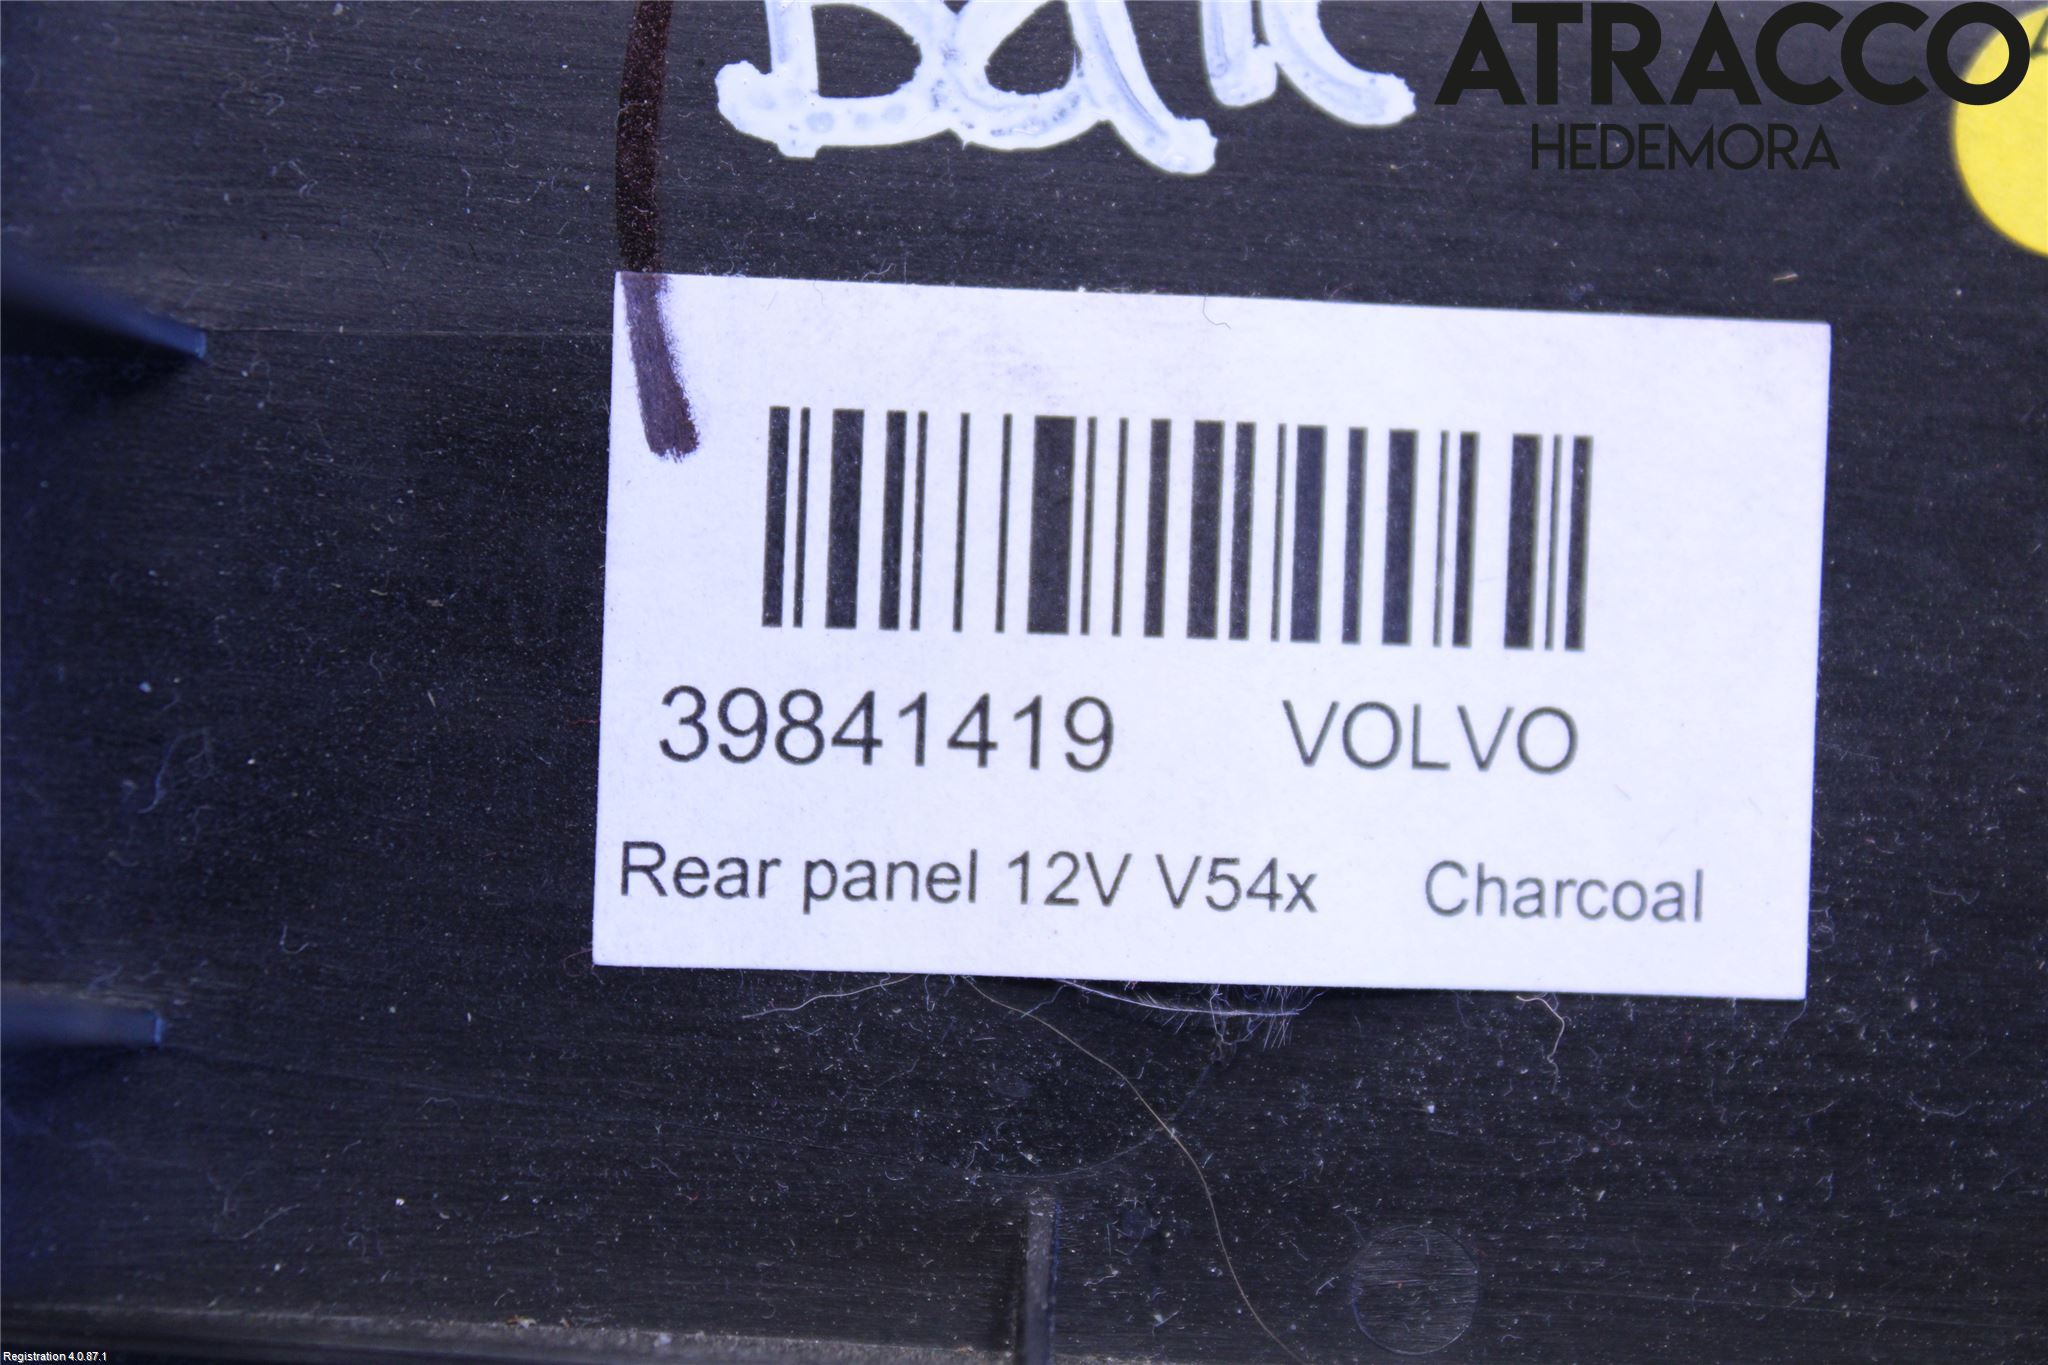 ATRACCO
HEDEMORA
39841419 VOLVO
Rear panel 12V V54x Charcoal
Registration 4.0.87.1